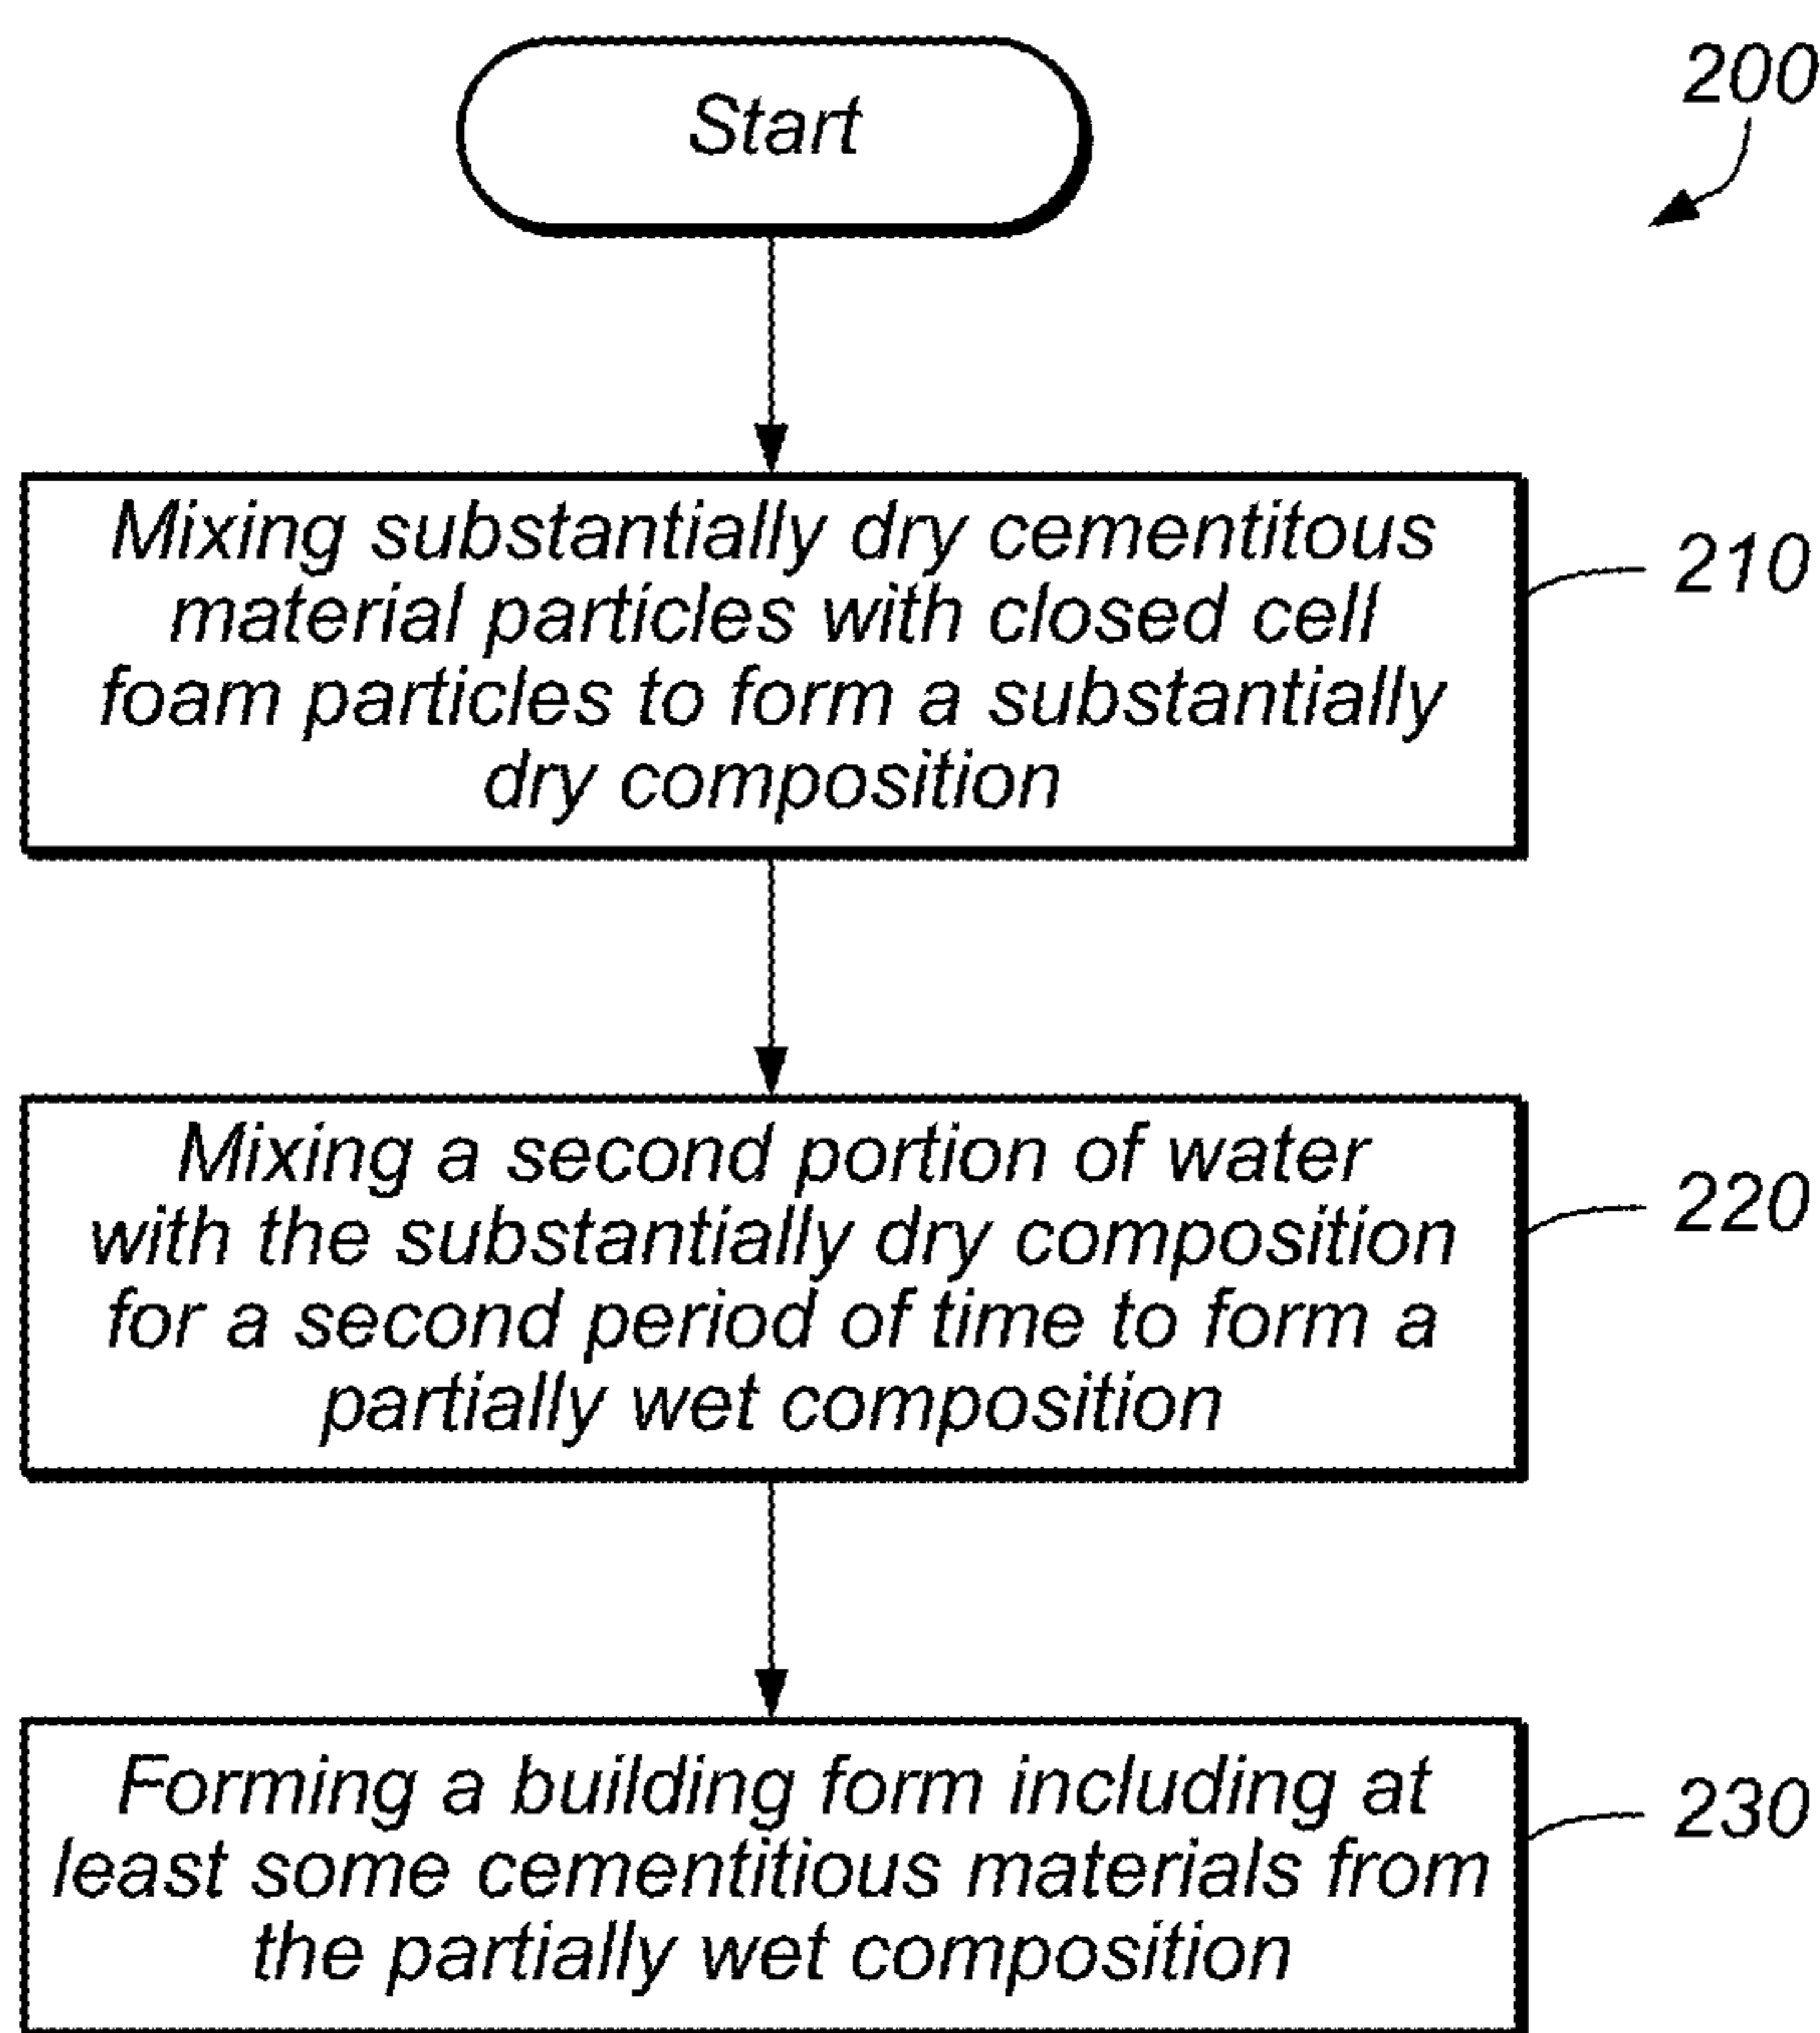 Start
200
Mixing substantially dry cementitous
material particles with closed cell
foam particles to form a substantially
dry composition
210
Mixing a second portion of water
with the substantially dry composition
for a second period of time to form a
partially wet composition
220
Forming a building form including at
least some cementitious materials from
the partially wet composition
230